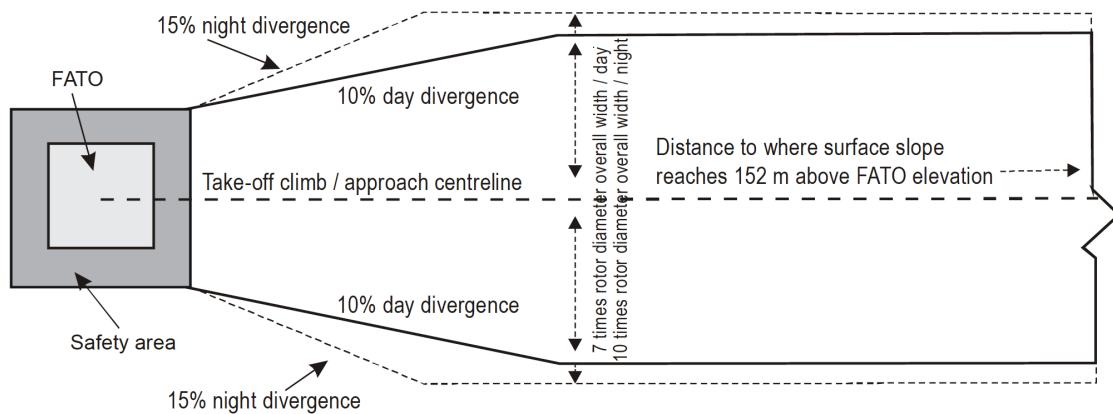 15% night divergence
FATO
10% day divergence
7 times rotor diameter overall width / day
10 times rotor diameter overall width / night
Distance to where surface slope
reaches 152 m above FATO elevation
Take-off climb / approach centreline
10% day divergence
Safety area
15% night divergence